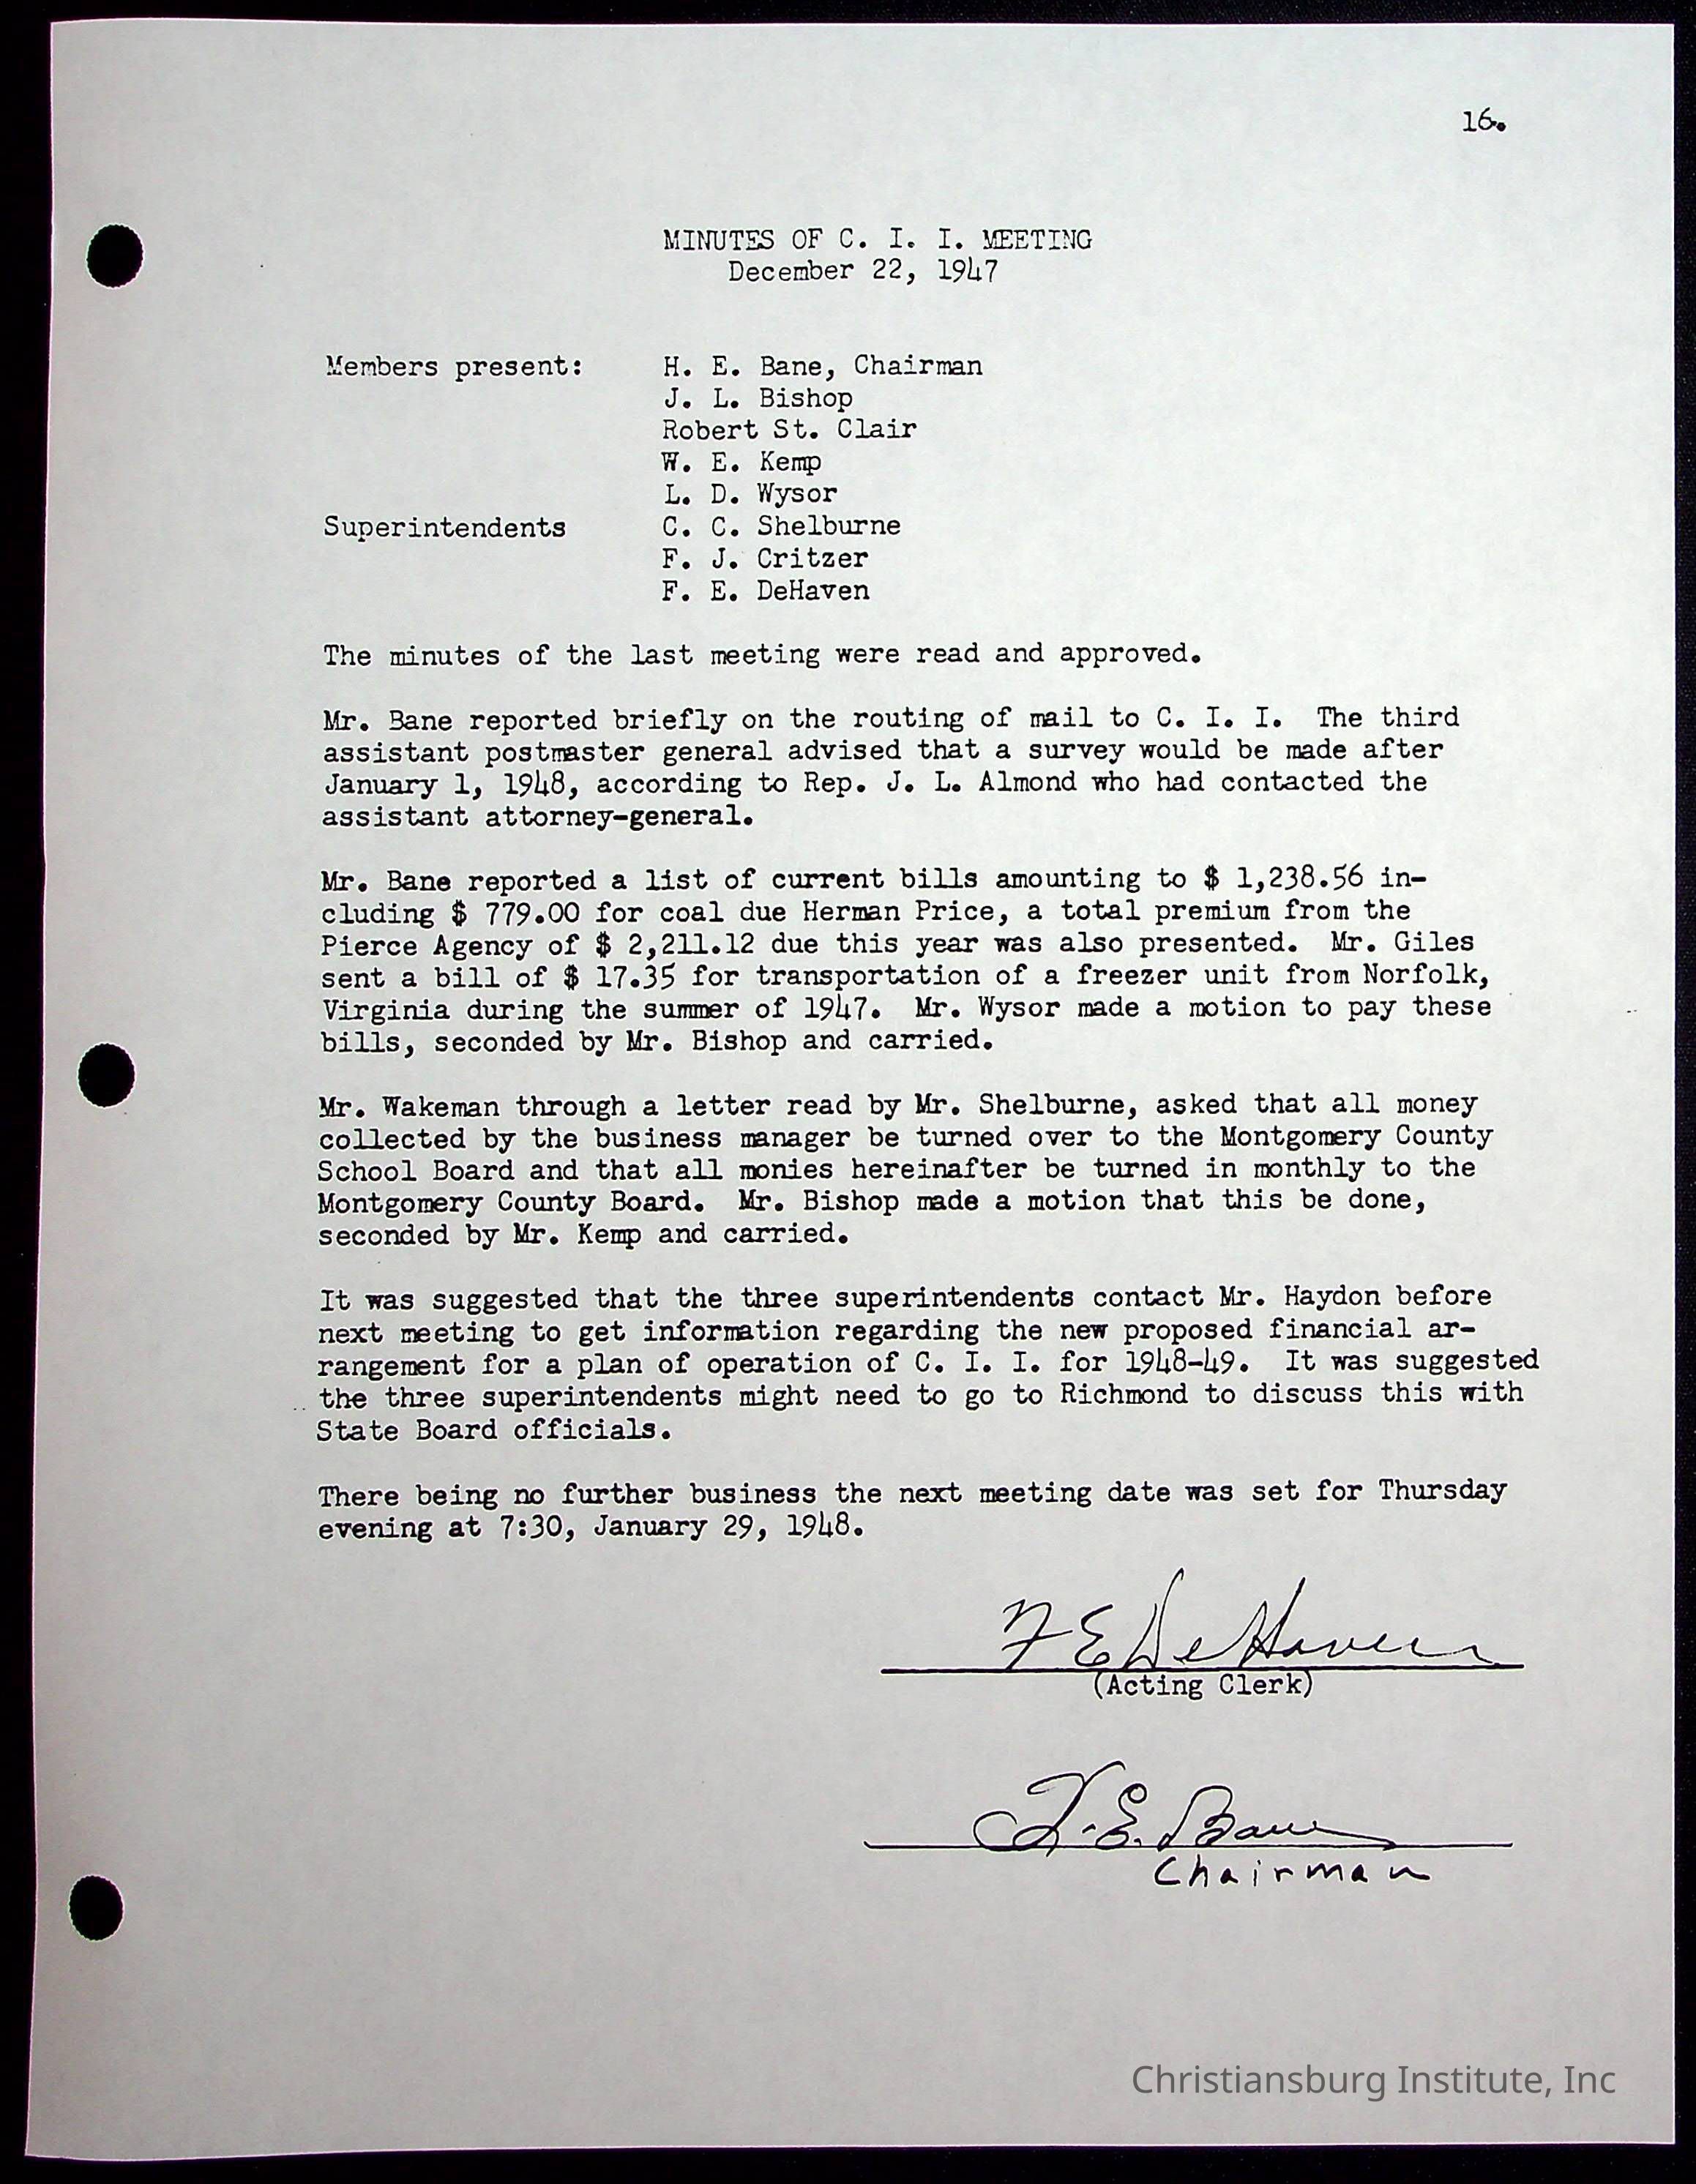 16.
MINUTES OF C. I. I. MEETING
December 22, 1947
Members present: H. E. Bane, Chairman
J. L. Bishop
Robert St. Clair
W. E. Kemp
L. D. Wysor
Superintendents C. C. Shelburne
F. J. Critzer
F. E. DeHaven
The minutes of the last meeting were read and approved.
Mr. Bane reported briefly on the routing of mail to C. I. I. The third
assistant postmaster general advised that a survey would be made after
January 1, 1948, according to Rep. J. L. Almond who had contacted the
assistant attorney-general.
Mr. Bane reported a list of current bills amounting to $ 1,238.56 in-
cluding $ 779.00 for coal due Herman Price, a total premium from the
Pierce Agency of $ 2,211.12 due this year was also presented. Mr. Giles
sent a bill of $ 17.35 for transportation of a freezer unit from Norfolk,
Virginia during the summer of 1947. Mr. Wysor made a motion to pay these
bills, seconded by Mr. Bishop and carried.
Mr. Wakeman through a letter read by Mr. Shelburne, asked that all money
collected by the business manager be turned over to the Montgomery County
School Board and that all monies hereinafter be turned in monthly to the
Montgomery County Board. Mr. Bishop made a motion that this be done,
seconded by Mr. Kemp and carried.
It was suggested that the three superintendents contact Mr. Haydon before
next meeting to get information regarding the new proposed financial ar-
rangement for a plan of operation of C. I. I. for 1948-49. It was suggested
the three superintendents might need to go to Richmond to discuss this with
State Board officials.
There being no further business the next meeting date was set for Thursday
evening at 7:30, January 29, 1948.
F E DeHaven
(Acting Clerk)
H. E. Bane
Chairman
Christiansburg Institute, Inc